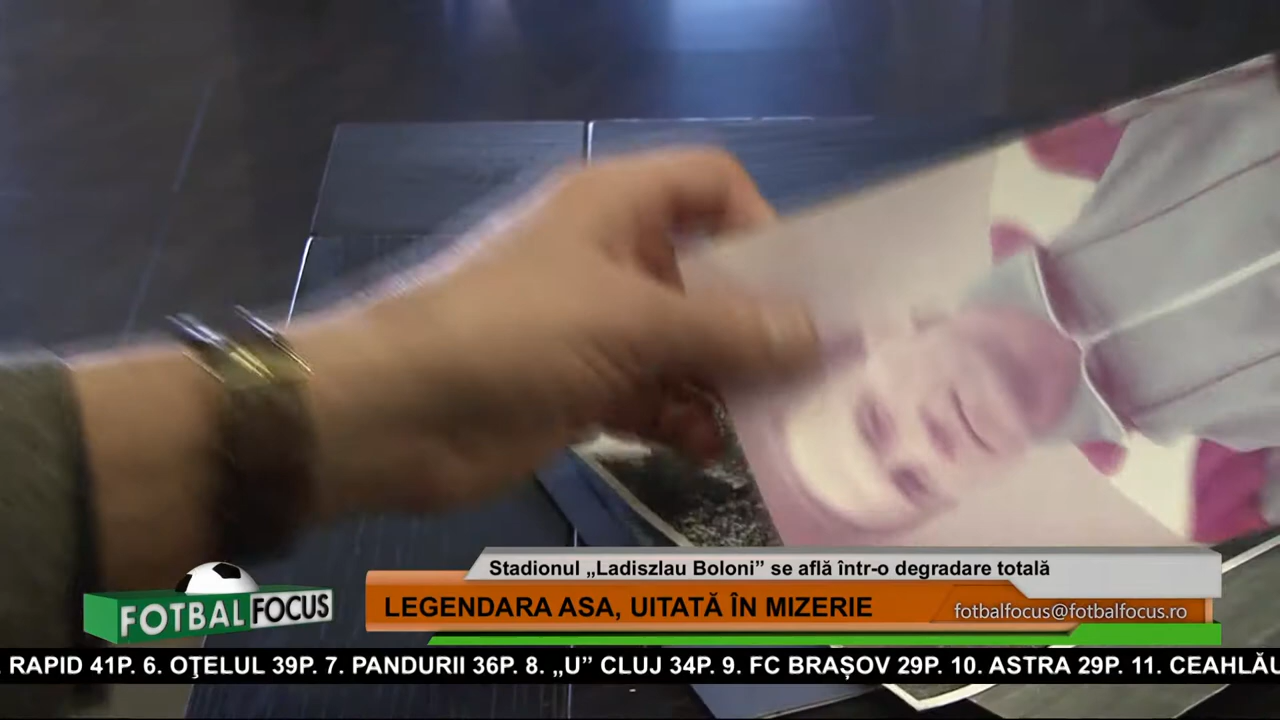 Stadionul „Ladiszlau Boloni” se află într-o degradare totală
FOTBAL FOCUS
LEGENDARA ASA, UITATĂ ÎN MIZERIE
fotbalfocus@fotbalfocus.ro
. RAPID 41P. 6. OŢELUL 39P. 7. PANDURII 36P. 8. „U” CLUJ 34P. 9. FC BRAȘOV 29P. 10. ASTRA 29P. 11. CEAHLĂU